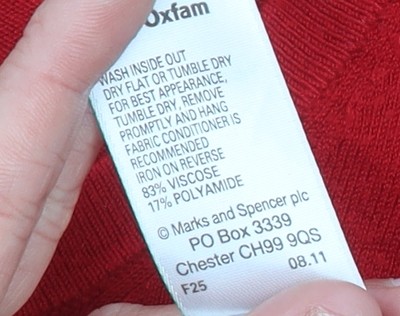 Oxfam
WASH INSIDE OUT
DRY FLAT OR TUMBLE DRY
FOR BEST APPEARANCE,
TUMBLE DRY, REMOVE
PROMPTLY AND HANG
FABRIC CONDITIONER IS
RECOMMENDED
IRON ON REVERSE
83% VISCOSE
17% POLYAMIDE
© Marks and Spencer plc
PO Box 3339
Chester CH99 9QS
F25 08.11